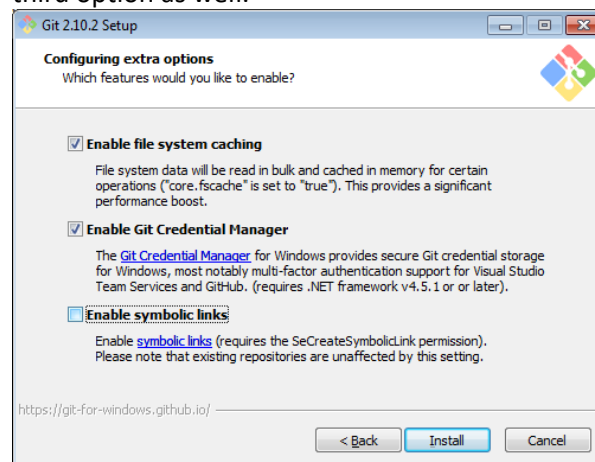 third option as well.
Git 2.10.2 Setup
Configuring extra options
Which features would you like to enable?
Enable file system caching
File system data will be read in bulk and cached in memory for certain
operations ("core.fscache" is set to "true"). This provides a significant
performance boost.
Enable Git Credential Manager
The Git Credential Manager for Windows provides secure Git credential storage
for Windows, most notably multi-factor authentication support for Visual Studio
Team Services and GitHub. (requires .NET framework v4.5.1 or or later).
Enable symbolic links
Enable symbolic links (requires the SeCreateSymbolicLink permission).
Please note that existing repositories are unaffected by this setting.
https://git-for-windows.github.io/
< Back Install Cancel